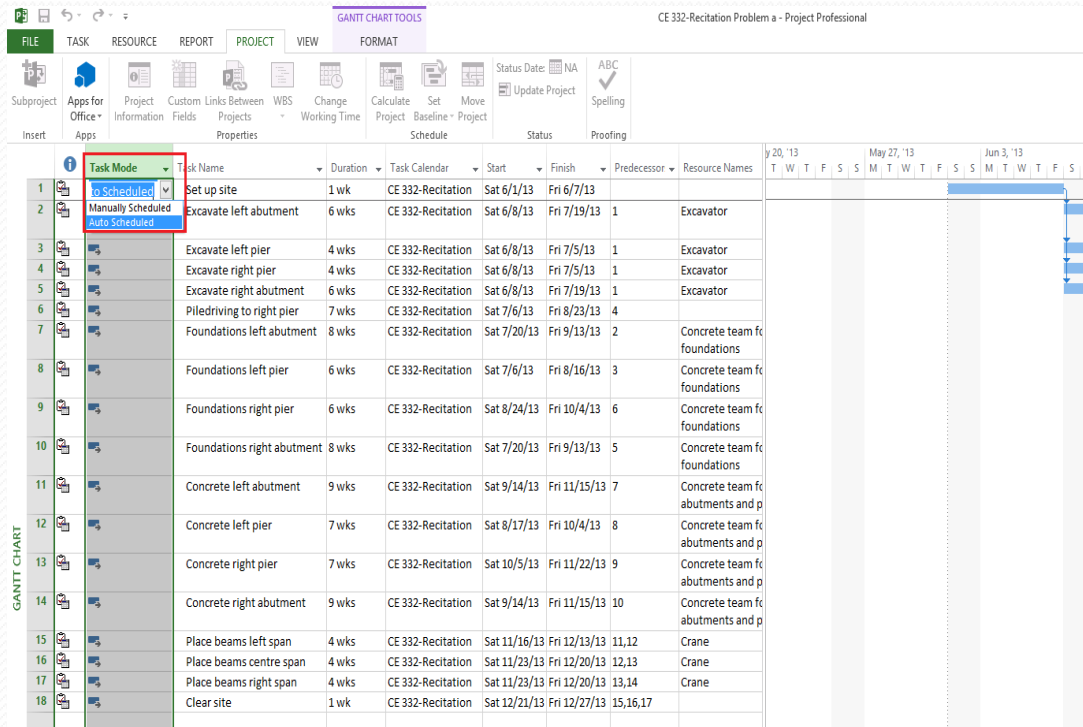 GANTT CHART TOOLS
CE 332-Recitation Problem a - Project Professional
FILE TASK RESOURCE REPORT PROJECT VIEW FORMAT
Subproject
Apps for Office
Project Information
Custom Fields
Links Between Projects
WBS
Change Working Time
Calculate Project
Set Baseline
Move Project
Status Date: NA
Update Project
ABC
Spelling
Insert Apps Properties Schedule Status Proofing
Task Mode Task Name Duration Task Calendar Start Finish Predecessor Resource Names
y 20, '13 May 27, '13 Jun 3, '13
T W T F S S M T W T F S S M T W T F S
1 to Scheduled Set up site 1 wk CE 332-Recitation Sat 6/1/13 Fri 6/7/13
Manually Scheduled
Auto Scheduled
2 Excavate left abutment 6 wks CE 332-Recitation Sat 6/8/13 Fri 7/19/13 1 Excavator
3 Excavate left pier 4 wks CE 332-Recitation Sat 6/8/13 Fri 7/5/13 1 Excavator
4 Excavate right pier 4 wks CE 332-Recitation Sat 6/8/13 Fri 7/5/13 1 Excavator
5 Excavate right abutment 6 wks CE 332-Recitation Sat 6/8/13 Fri 7/19/13 1 Excavator
6 Piledriving to right pier 7 wks CE 332-Recitation Sat 7/6/13 Fri 8/23/13 4
7 Foundations left abutment 8 wks CE 332-Recitation Sat 7/20/13 Fri 9/13/13 2 Concrete team fo
foundations
8 Foundations left pier 6 wks CE 332-Recitation Sat 7/6/13 Fri 8/16/13 3 Concrete team fo
foundations
9 Foundations right pier 6 wks CE 332-Recitation Sat 8/24/13 Fri 10/4/13 6 Concrete team fo
foundations
10 Foundations right abutment 8 wks CE 332-Recitation Sat 7/20/13 Fri 9/13/13 5 Concrete team fo
foundations
11 Concrete left abutment 9 wks CE 332-Recitation Sat 9/14/13 Fri 11/15/13 7 Concrete team fo
abutments and p
12 Concrete left pier 7 wks CE 332-Recitation Sat 8/17/13 Fri 10/4/13 8 Concrete team fo
abutments and p
13 Concrete right pier 7 wks CE 332-Recitation Sat 10/5/13 Fri 11/22/13 9 Concrete team fo
abutments and p
14 Concrete right abutment 9 wks CE 332-Recitation Sat 9/14/13 Fri 11/15/13 10 Concrete team fo
abutments and p
15 Place beams left span 4 wks CE 332-Recitation Sat 11/16/13 Fri 12/13/13 11,12 Crane
16 Place beams centre span 4 wks CE 332-Recitation Sat 11/23/13 Fri 12/20/13 12,13 Crane
17 Place beams right span 4 wks CE 332-Recitation Sat 11/23/13 Fri 12/20/13 13,14 Crane
18 Clear site 1 wk CE 332-Recitation Sat 12/21/13 Fri 12/27/13 15,16,17
GANTT CHART